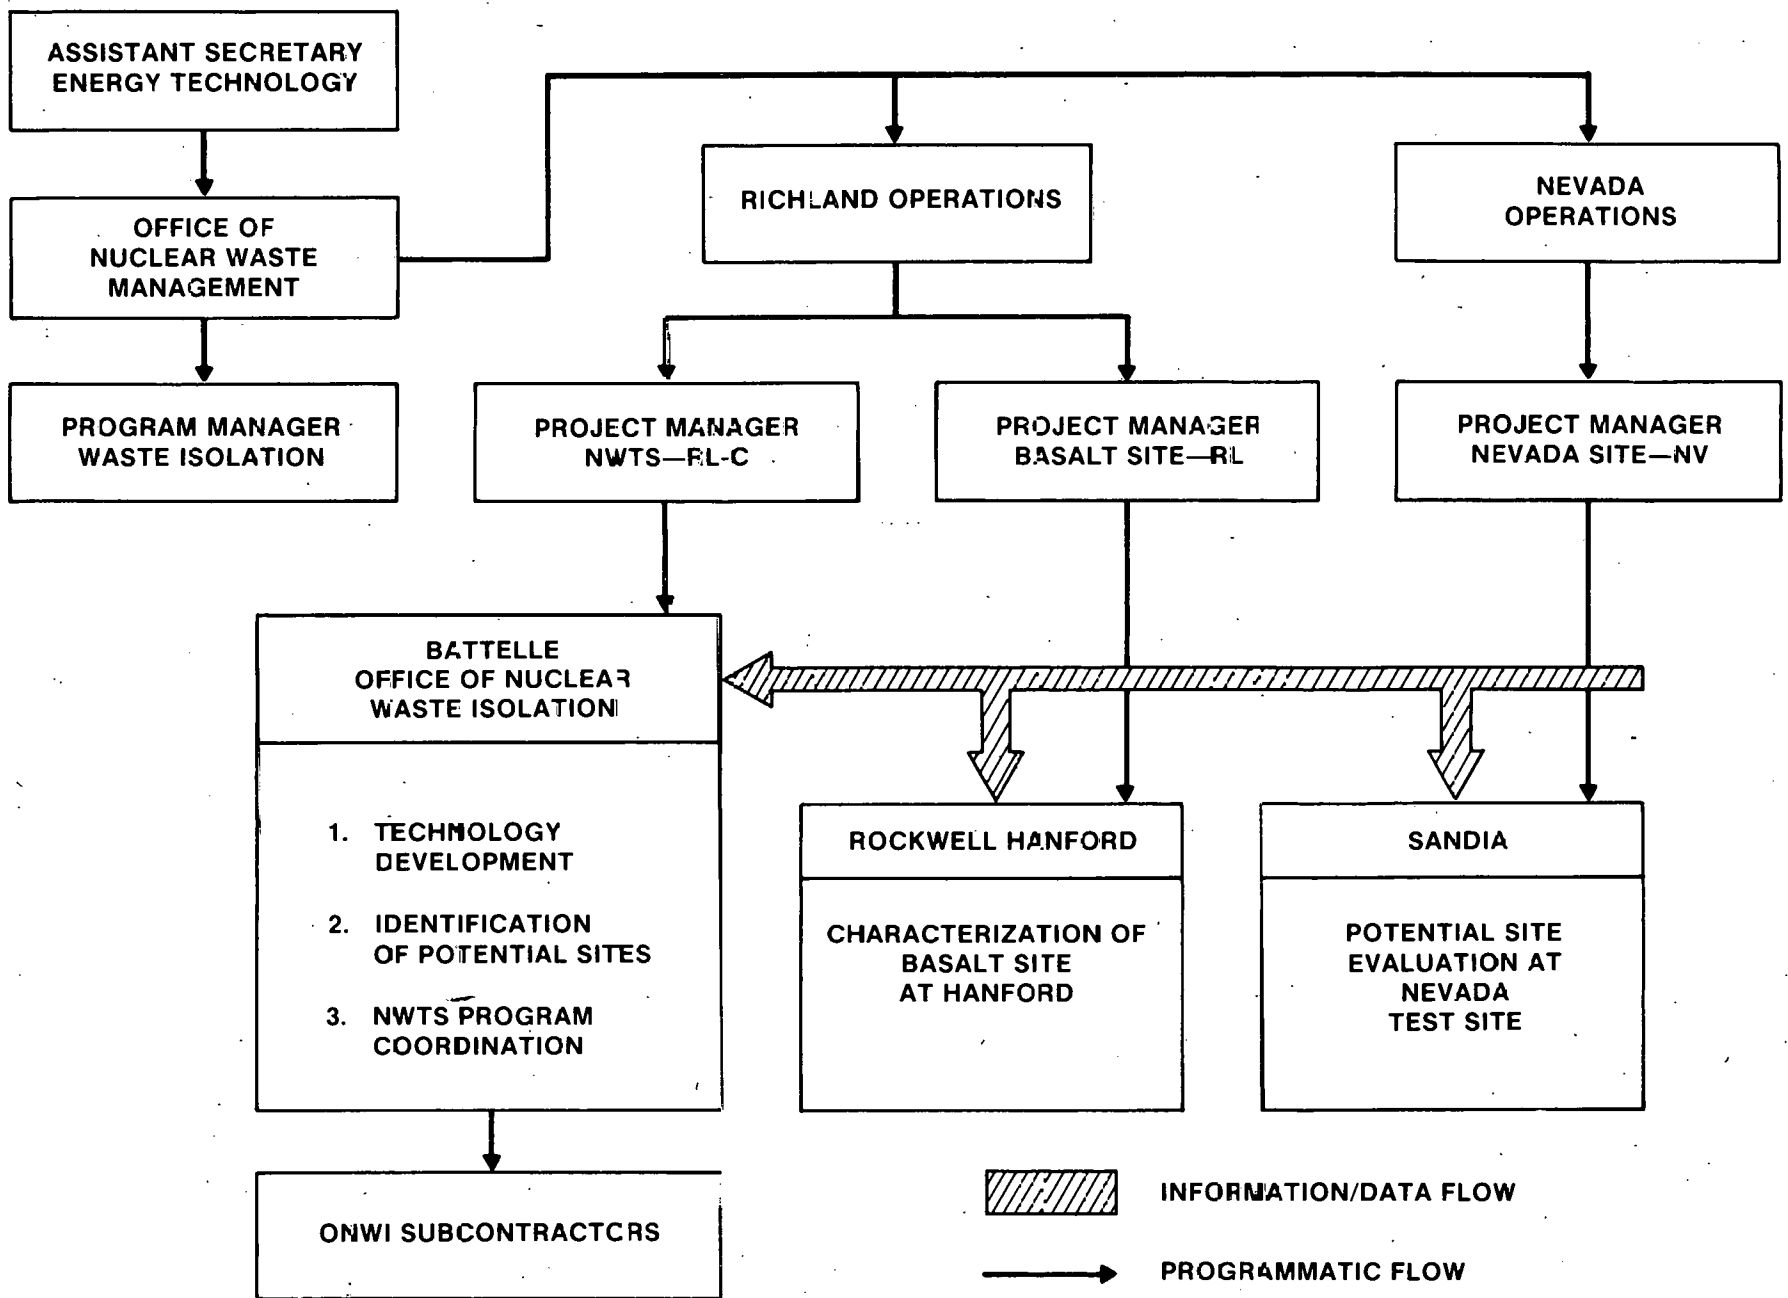 ASSISTANT SECRETARY
ENERGY TECHNOLOGY
OFFICE OF
NUCLEAR WASTE
MANAGEMENT
RICHLAND OPERATIONS
NEVADA
OPERATIONS
PROGRAM MANAGER
WASTE ISOLATION
PROJECT MANAGER
NWTS—RL-C
PROJECT MANAGER
BASALT SITE—RL
PROJECT MANAGER
NEVADA SITE—NV
BATTELLE
OFFICE OF NUCLEAR
WASTE ISOLATION
1. TECHNOLOGY
DEVELOPMENT
2. IDENTIFICATION
OF POTENTIAL SITES
3. NWTS PROGRAM
COORDINATION
ROCKWELL HANFORD
CHARACTERIZATION OF
BASALT SITE
AT HANFORD
SANDIA
POTENTIAL SITE
EVALUATION AT
NEVADA
TEST SITE
ONWI SUBCONTRACTORS
INFORMATION/DATA FLOW
PROGRAMMATIC FLOW